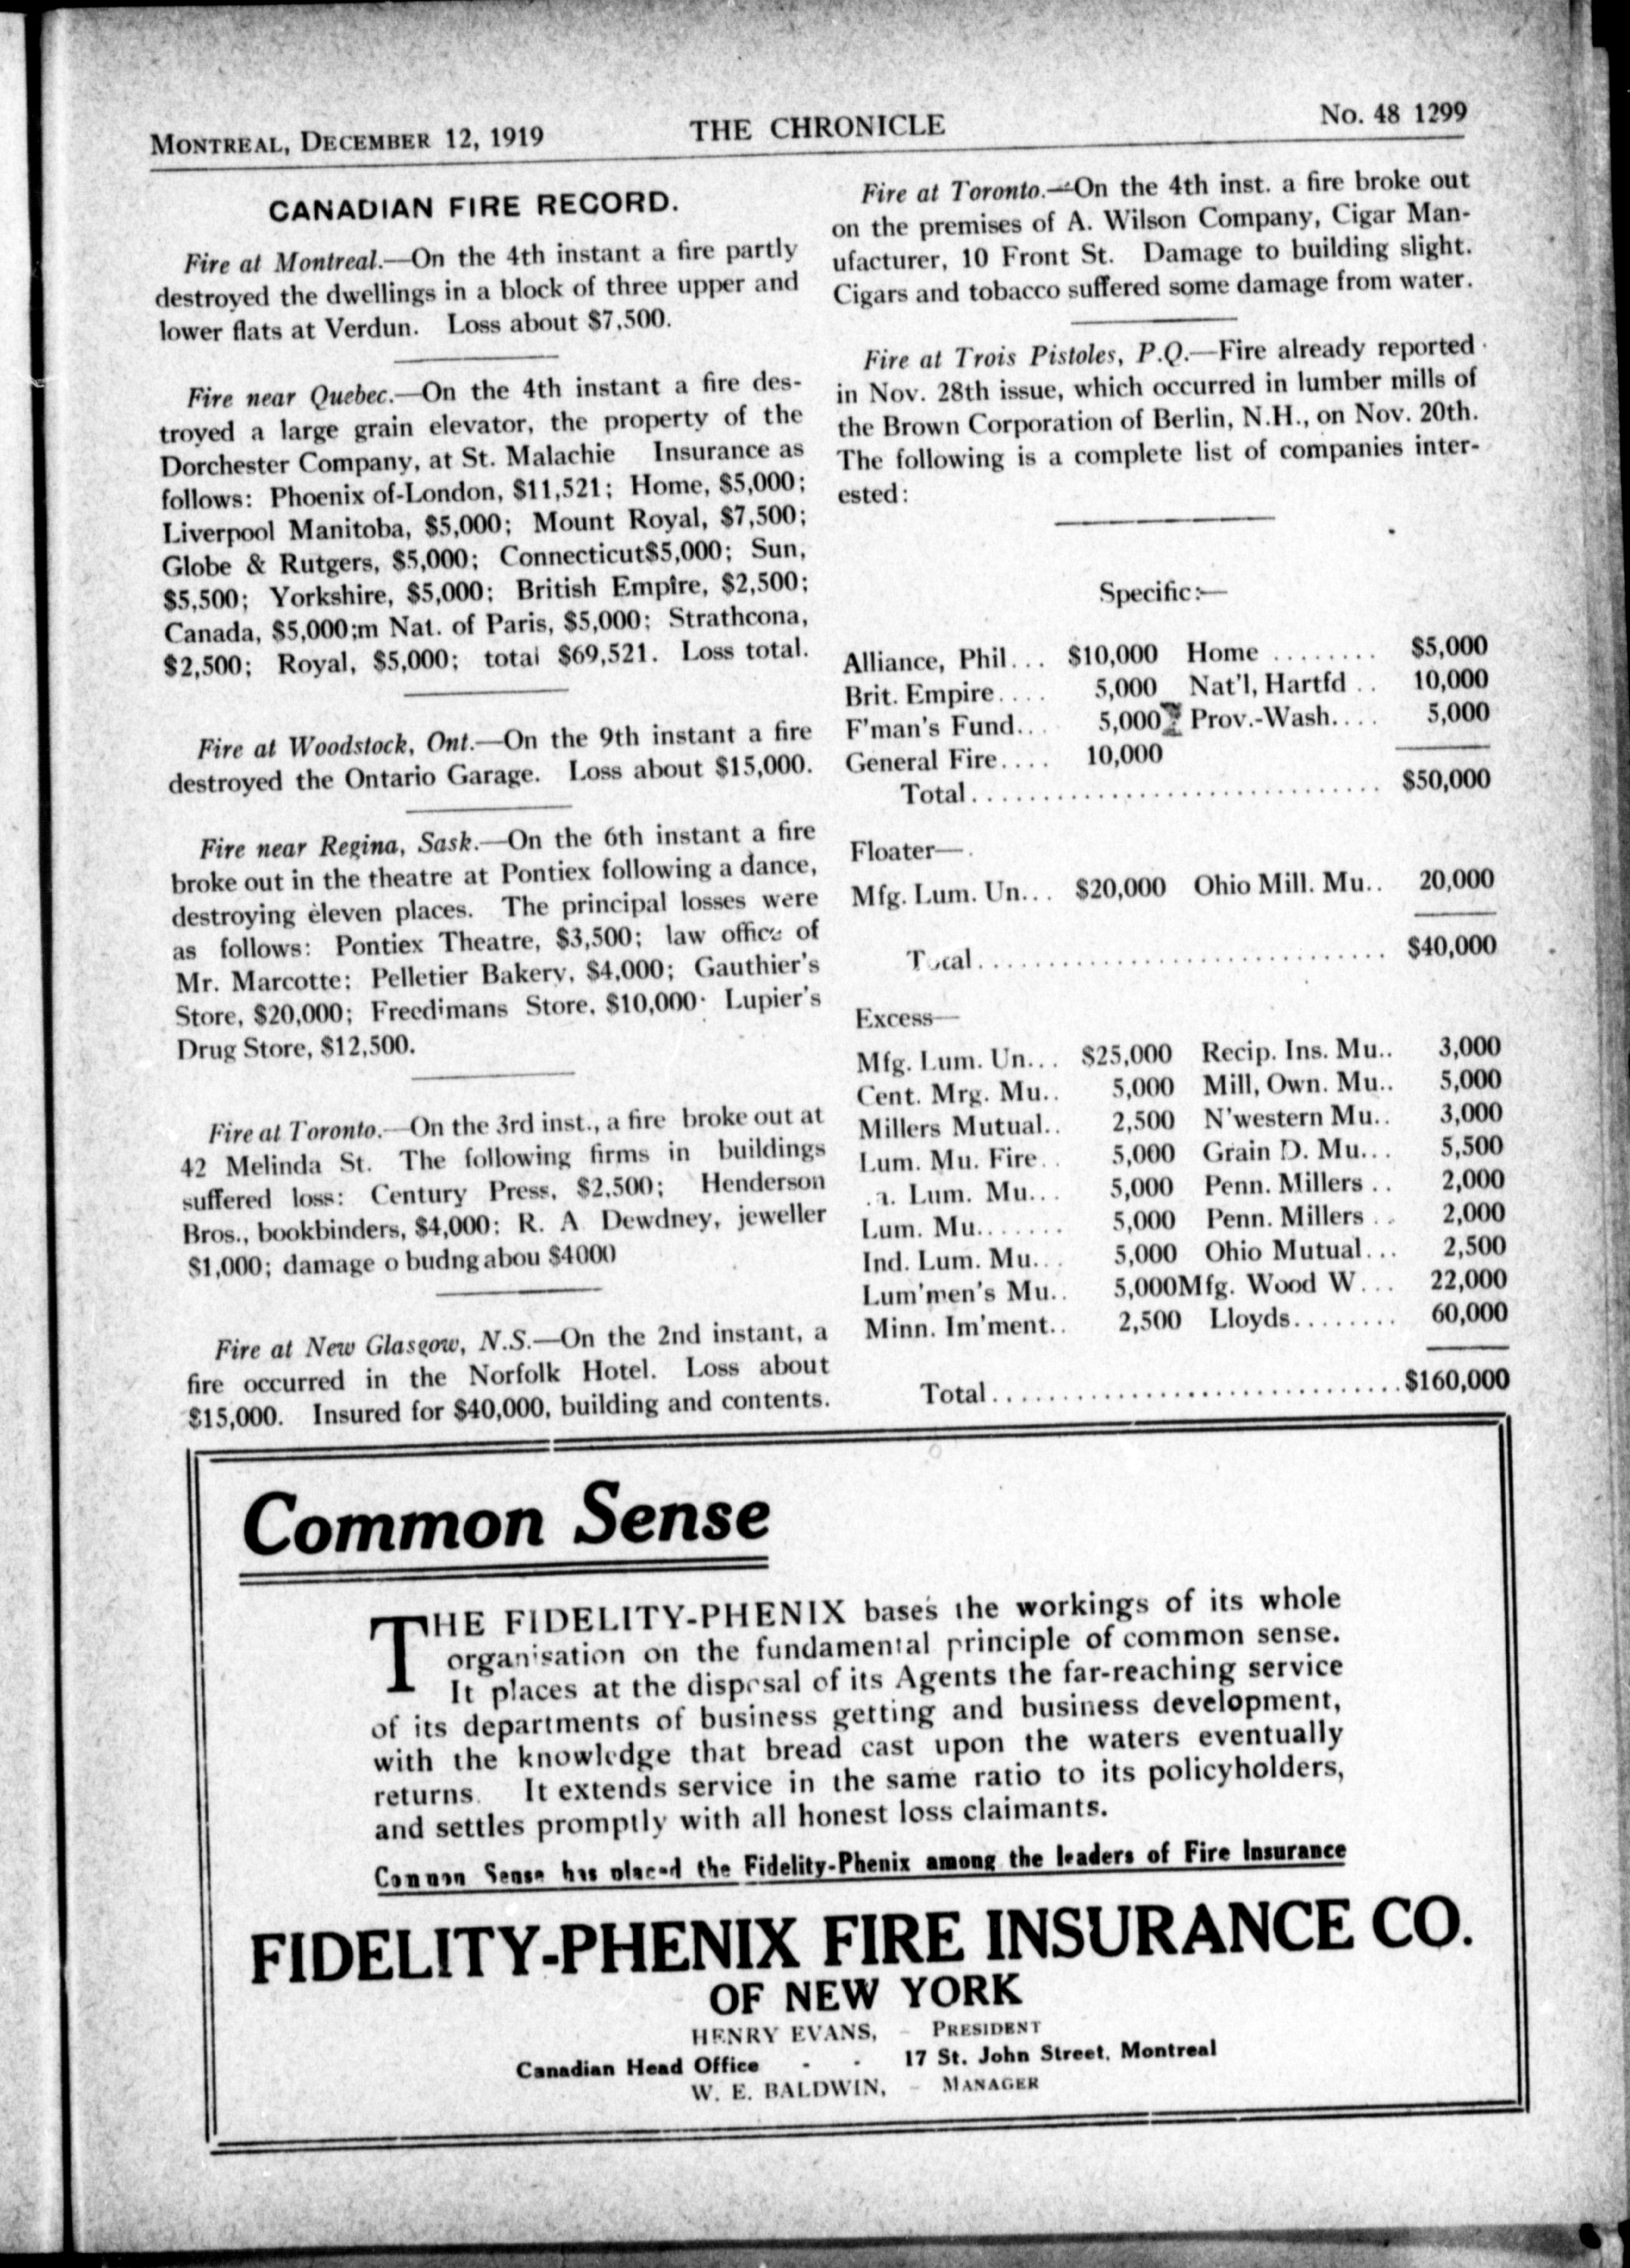 MONTREAL, DECEMBER 12, 1919 THE CHRONICLE No. 48 1299
CANADIAN FIRE RECORD.
Fire at Montreal.—On the 4th instant a fire partly
destroyed the dwellings in a block of three upper and
lower flats at Verdun. Loss about $7,500.
Fire near Quebec.—On the 4th instant a fire des-
troyed a large grain elevator, the property of the
Dorchester Company, at St. Malachie Insurance as
follows: Phoenix of-London, $11,521; Home, $5,000;
Liverpool Manitoba, $5,000; Mount Royal, $7,500;
Globe & Rutgers, $5,000; Connecticut$5,000; Sun,
$5,500; Yorkshire, $5,000; British Empire, $2,500;
Canada, $5,000;m Nat. of Paris, $5,000; Strathcona,
$2,500; Royal, $5,000; total $69,521. Loss total.
Fire at Woodstock, Ont.—On the 9th instant a fire
destroyed the Ontario Garage. Loss about $15,000.
Fire near Regina, Sask.—On the 6th instant a fire
broke out in the theatre at Pontiex following a dance,
destroying eleven places. The principal losses were
as follows: Pontiex Theatre, $3,500; law office of
Mr. Marcotte; Pelletier Bakery, $4,000; Gauthier's
Store, $20,000; Freedimans Store, $10,000· Lupier's
Drug Store, $12,500.
Fire at Toronto.—On the 3rd inst., a fire broke out at
42 Melinda St. The following firms in buildings
suffered loss: Century Press, $2,500; Henderson
Bros., bookbinders, $4,000; R. A Dewdney, jeweller
$1,000; damage o budng abou $4000
Fire at New Glasgow, N.S.—On the 2nd instant, a
fire occurred in the Norfolk Hotel. Loss about
$15,000. Insured for $40,000, building and contents.
Fire at Toronto.—On the 4th inst. a fire broke out
on the premises of A. Wilson Company, Cigar Man-
ufacturer, 10 Front St. Damage to building slight.
Cigars and tobacco suffered some damage from water.
Fire at Trois Pistoles, P.Q.—Fire already reported
in Nov. 28th issue, which occurred in lumber mills of
the Brown Corporation of Berlin, N.H., on Nov. 20th.
The following is a complete list of companies inter-
ested:
Specific:—
Alliance, Phil... $10,000 Home ........ $5,000
Brit. Empire.... 5,000 Nat'l, Hartfd .. 10,000
F'man's Fund... 5,000 Prov.-Wash.... 5,000
General Fire.... 10,000
Total.............................. $50,000
Floater—.
Mfg. Lum. Un... $20,000 Ohio Mill. Mu.. 20,000
Total.............................. $40,000
Excess—
Mfg. Lum. Un... $25,000 Recip. Ins. Mu.. 3,000
Cent. Mrg. Mu.. 5,000 Mill, Own. Mu.. 5,000
Millers Mutual.. 2,500 N'western Mu.. 3,000
Lum. Mu. Fire.. 5,000 Grain D. Mu... 5,500
Lum. Mu... 5,000 Penn. Millers .. 2,000
Lum. Mu....... 5,000 Penn. Millers .. 2,000
Ind. Lum. Mu... 5,000 Ohio Mutual... 2,500
Lum'men's Mu.. 5,000Mfg. Wood W... 22,000
Minn. Im'ment.. 2,500 Lloyds........ 60,000
Total..............................$160,000
Common Sense
THE FIDELITY-PHENIX bases the workings of its whole
organisation on the fundamental principle of common sense.
It places at the disposal of its Agents the far-reaching service
of its departments of business getting and business development,
with the knowledge that bread cast upon the waters eventually
returns. It extends service in the same ratio to its policyholders,
and settles promptly with all honest loss claimants.
Common Sense has placed the Fidelity-Phenix among the leaders of Fire Insurance
FIDELITY-PHENIX FIRE INSURANCE CO.
OF NEW YORK
HENRY EVANS, - PRESIDENT
Canadian Head Office - - 17 St. John Street, Montreal
W. E. BALDWIN, - MANAGER